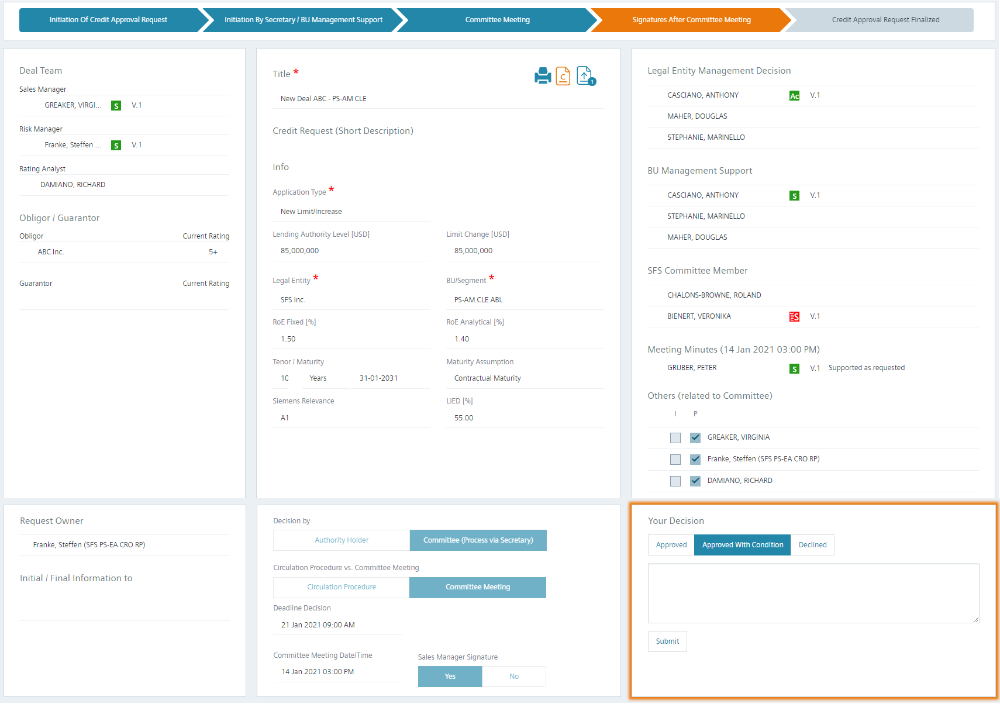 Initiation Of Credit Approval Request
Initiation By Secretary / BU Management Support
Committee Meeting
Signatures After Committee Meeting
Credit Approval Request Finalized
Deal Team
Sales Manager
GREAKER, VIRGI... S V.1
Risk Manager
Franke, Steffen ... S V.1
Rating Analyst
DAMIANO, RICHARD
Obligor / Guarantor
Obligor Current Rating
ABC Inc. 5+
Guarantor Current Rating
Title *
C 1
New Deal ABC - PS-AM CLE
Credit Request (Short Description)
Info
Application Type *
New Limit/Increase
Lending Authority Level [USD] Limit Change [USD]
85,000,000 85,000,000
Legal Entity * BU/Segment *
SFS Inc. PS-AM CLE ABL
RoE Fixed [%] RoE Analytical [%]
1.50 1.40
Tenor / Maturity Maturity Assumption
10 Years 31-01-2031 Contractual Maturity
Siemens Relevance LiED [%]
A1 55.00
Legal Entity Management Decision
CASCIANO, ANTHONY Ac V.1
MAHER, DOUGLAS
STEPHANIE, MARINELLO
BU Management Support
CASCIANO, ANTHONY S V.1
STEPHANIE, MARINELLO
MAHER, DOUGLAS
SFS Committee Member
CHALONS-BROWNE, ROLAND
BIENERT, VERONIKA not S V.1
Meeting Minutes (14 Jan 2021 03:00 PM)
GRUBER, PETER S V.1 Supported as requested
Others (related to Committee)
I P
GREAKER, VIRGINIA
Franke, Steffen (SFS PS-EA CRO RP)
DAMIANO, RICHARD
Request Owner
Franke, Steffen (SFS PS-EA CRO RP)
Initial / Final Information to
Decision by
Authority Holder Committee (Process via Secretary)
Circulation Procedure vs. Committee Meeting
Circulation Procedure Committee Meeting
Deadline Decision
21 Jan 2021 09:00 AM
Committee Meeting Date/Time Sales Manager Signature
14 Jan 2021 03:00 PM Yes No
Your Decision
Approved Approved With Condition Declined
Submit